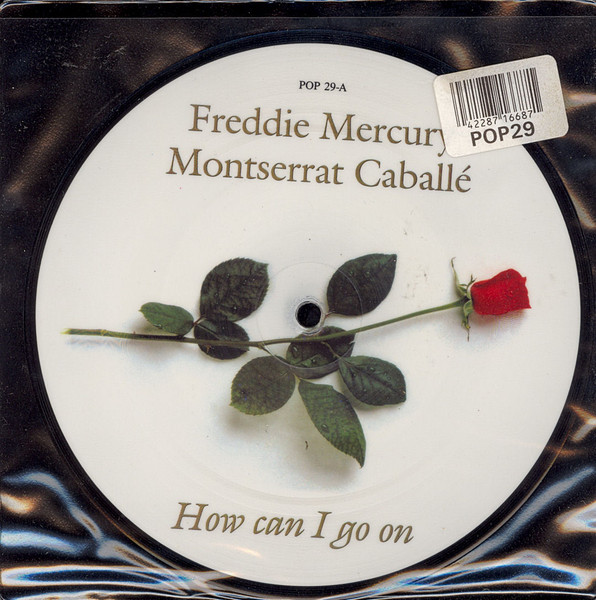 POP 29-A
Freddie Mercury
Montserrat Caballé
42287 16687
POP29
How can I go on